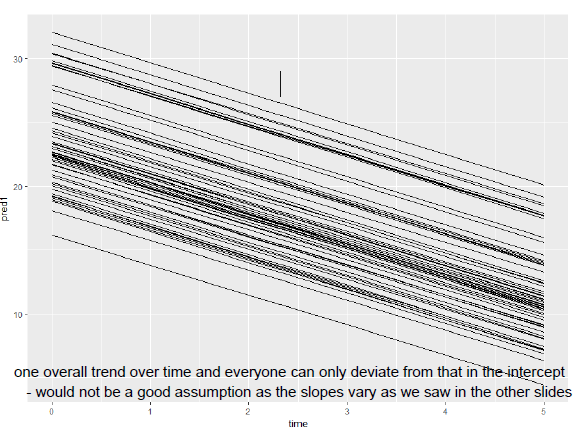 30
20
10
pred1
one overall trend over time and everyone can only deviate from that in the intercept
- would not be a good assumption as the slopes vary as we saw in the other slides
0 1 2 3 4 5
time